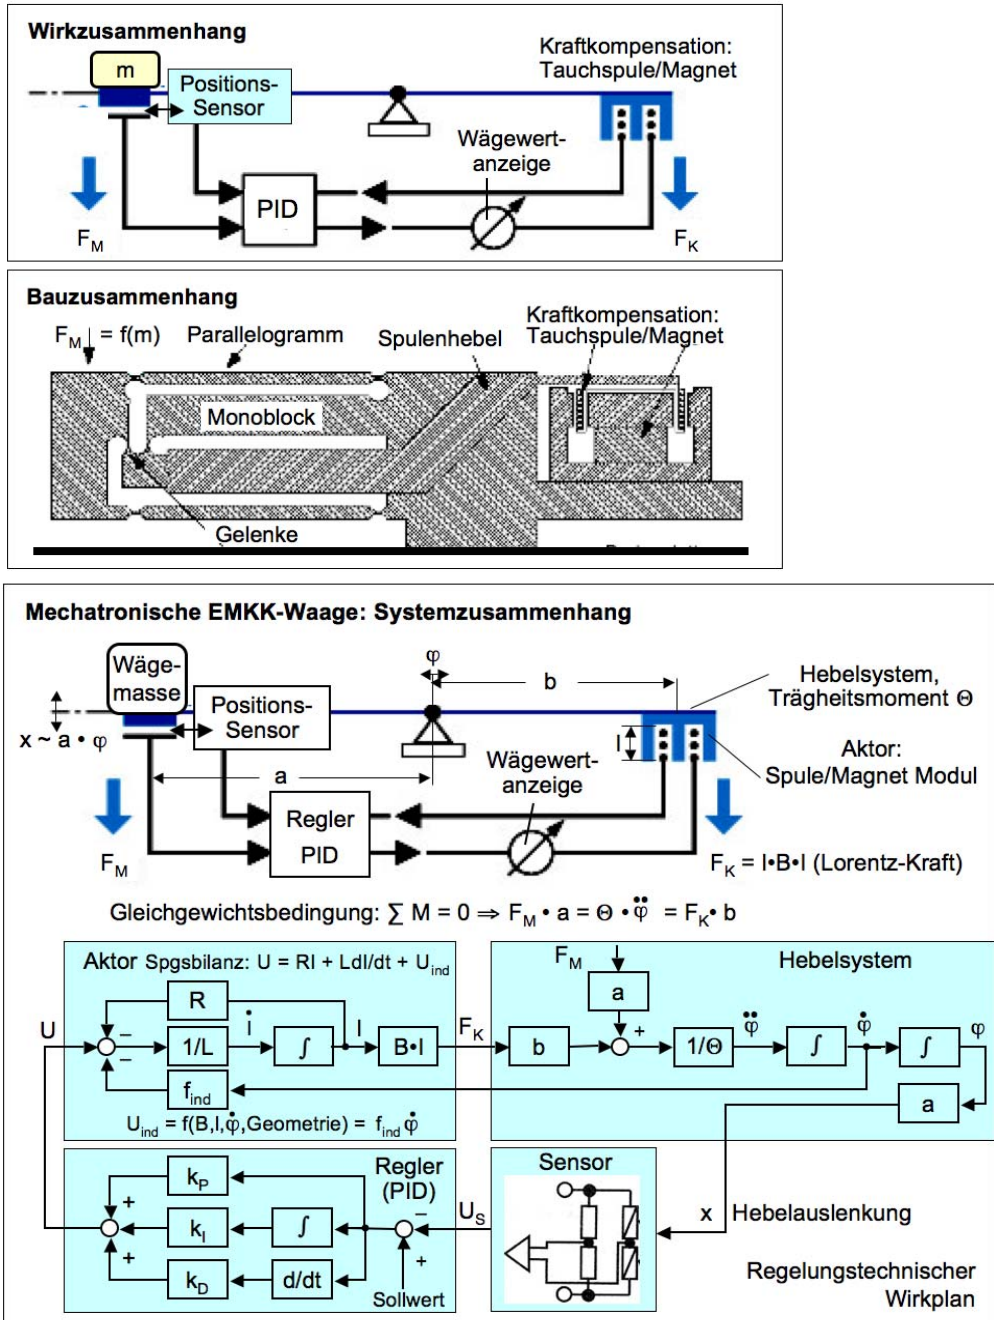 Wirkzusammenhang
Kraftkompensation:
Tauchspule/Magnet
m
Positions-
Sensor
Wägewert-
anzeige
PID
F_M
F_K
Bauzusammenhang
F_M = f(m)
Parallelogramm
Spulenhebel
Kraftkompensation:
Tauchspule/Magnet
Monoblock
Gelenke
Mechatronische EMKK-Waage: Systemzusammenhang
Wäge-
masse
Positions-
Sensor
φ
b
Hebelsystem,
Trägheitsmoment Θ
x ~ a • φ
a
l
Wägewert-
anzeige
Aktor:
Spule/Magnet Modul
Regler
PID
F_M
F_K = I•B•l (Lorentz-Kraft)
Gleichgewichtsbedingung: ∑ M = 0 ⇒ F_M • a = Θ • φ̈ = F_K • b
Aktor Spgsbilanz: U = RI + LdI/dt + U_ind
R
U
–
–
1/L
İ
∫
I
B•l
F_K
f_ind
U_ind = f(B,l,φ̇,Geometrie) = f_ind φ̇
F_M
Hebelsystem
a
b
+
1/Θ
φ̈
∫
φ̇
∫
φ
a
k_P
Regler
(PID)
+
k_I
∫
–
U_S
+
k_D
d/dt
+
Sollwert
Sensor
x
Hebelauslenkung
Regelungstechnischer
Wirkplan